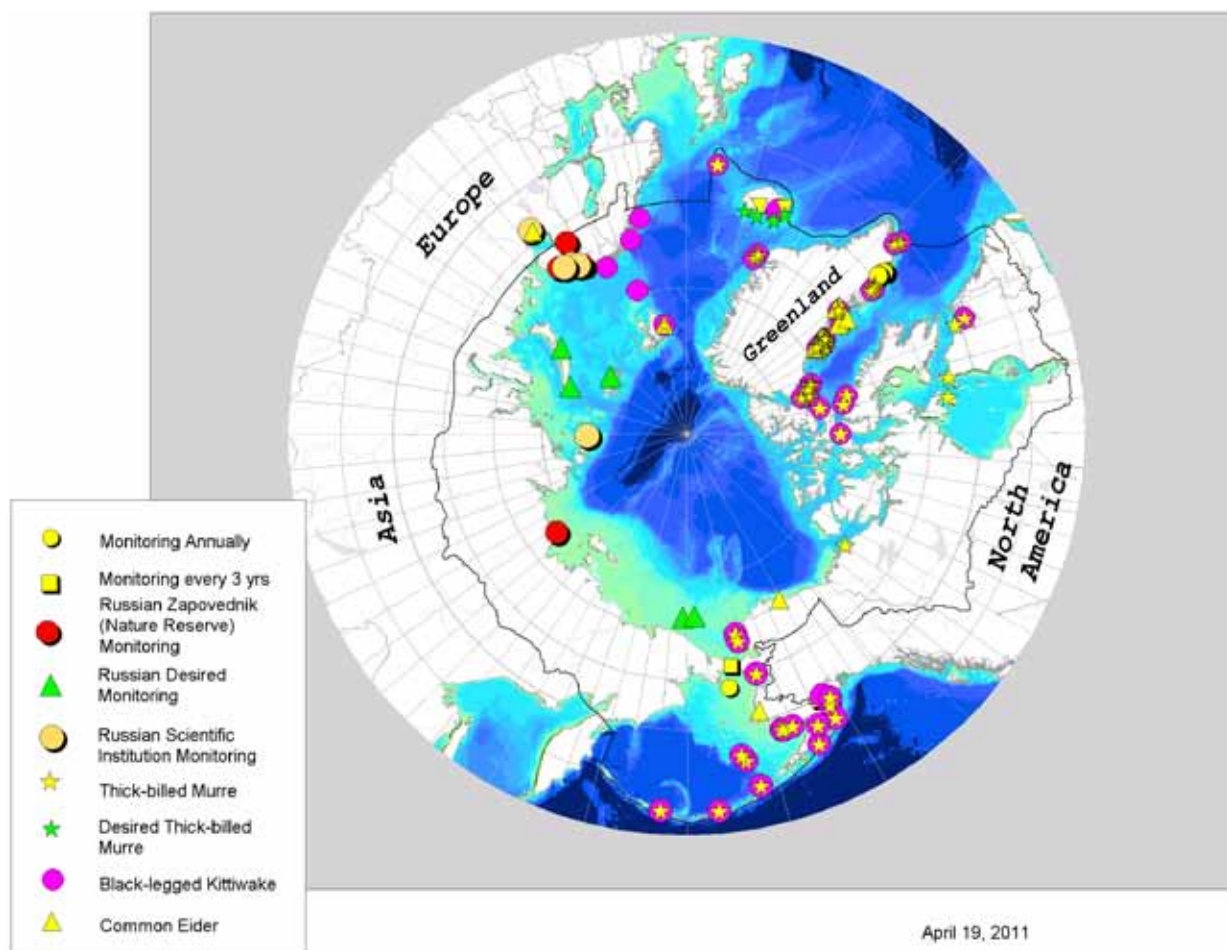 Europe
Greenland
Asia
North
America
Monitoring Annually
Monitoring every 3 yrs
Russian Zapovednik
(Nature Reserve)
Monitoring
Russian Desired
Monitoring
Russian Scientific
Institution Monitoring
Thick-billed Murre
Desired Thick-billed
Murre
Black-legged Kittiwake
Common Eider
April 19, 2011